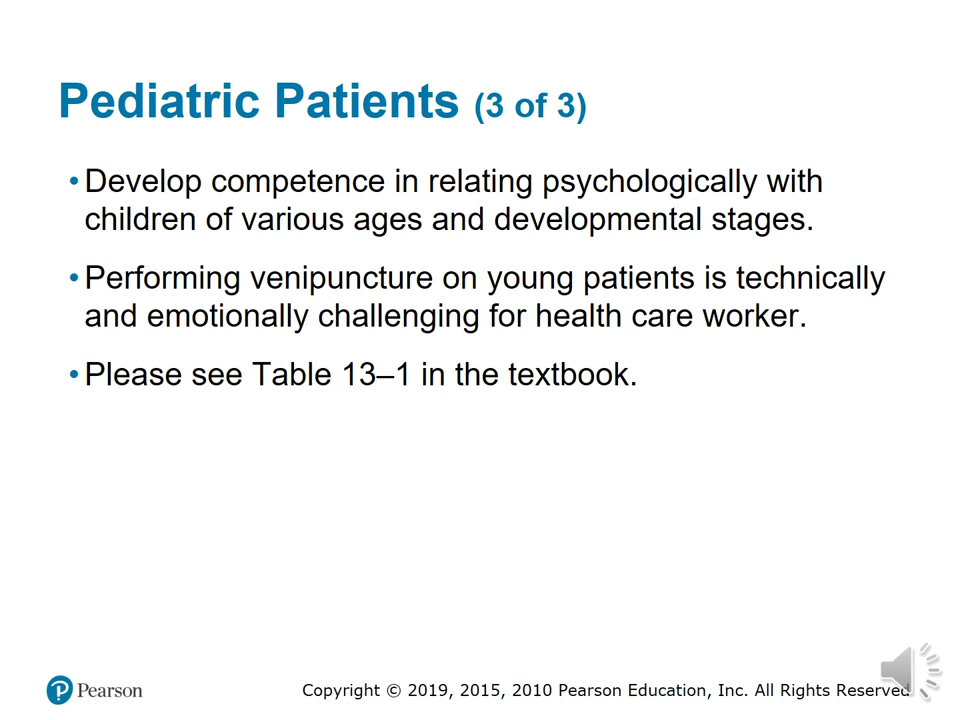 Pediatric Patients (3 of 3)
• Develop competence in relating psychologically with
children of various ages and developmental stages.
• Performing venipuncture on young patients is technically
and emotionally challenging for health care worker.
• Please see Table 13–1 in the textbook.
Pearson
Copyright © 2019, 2015, 2010 Pearson Education, Inc. All Rights Reserved